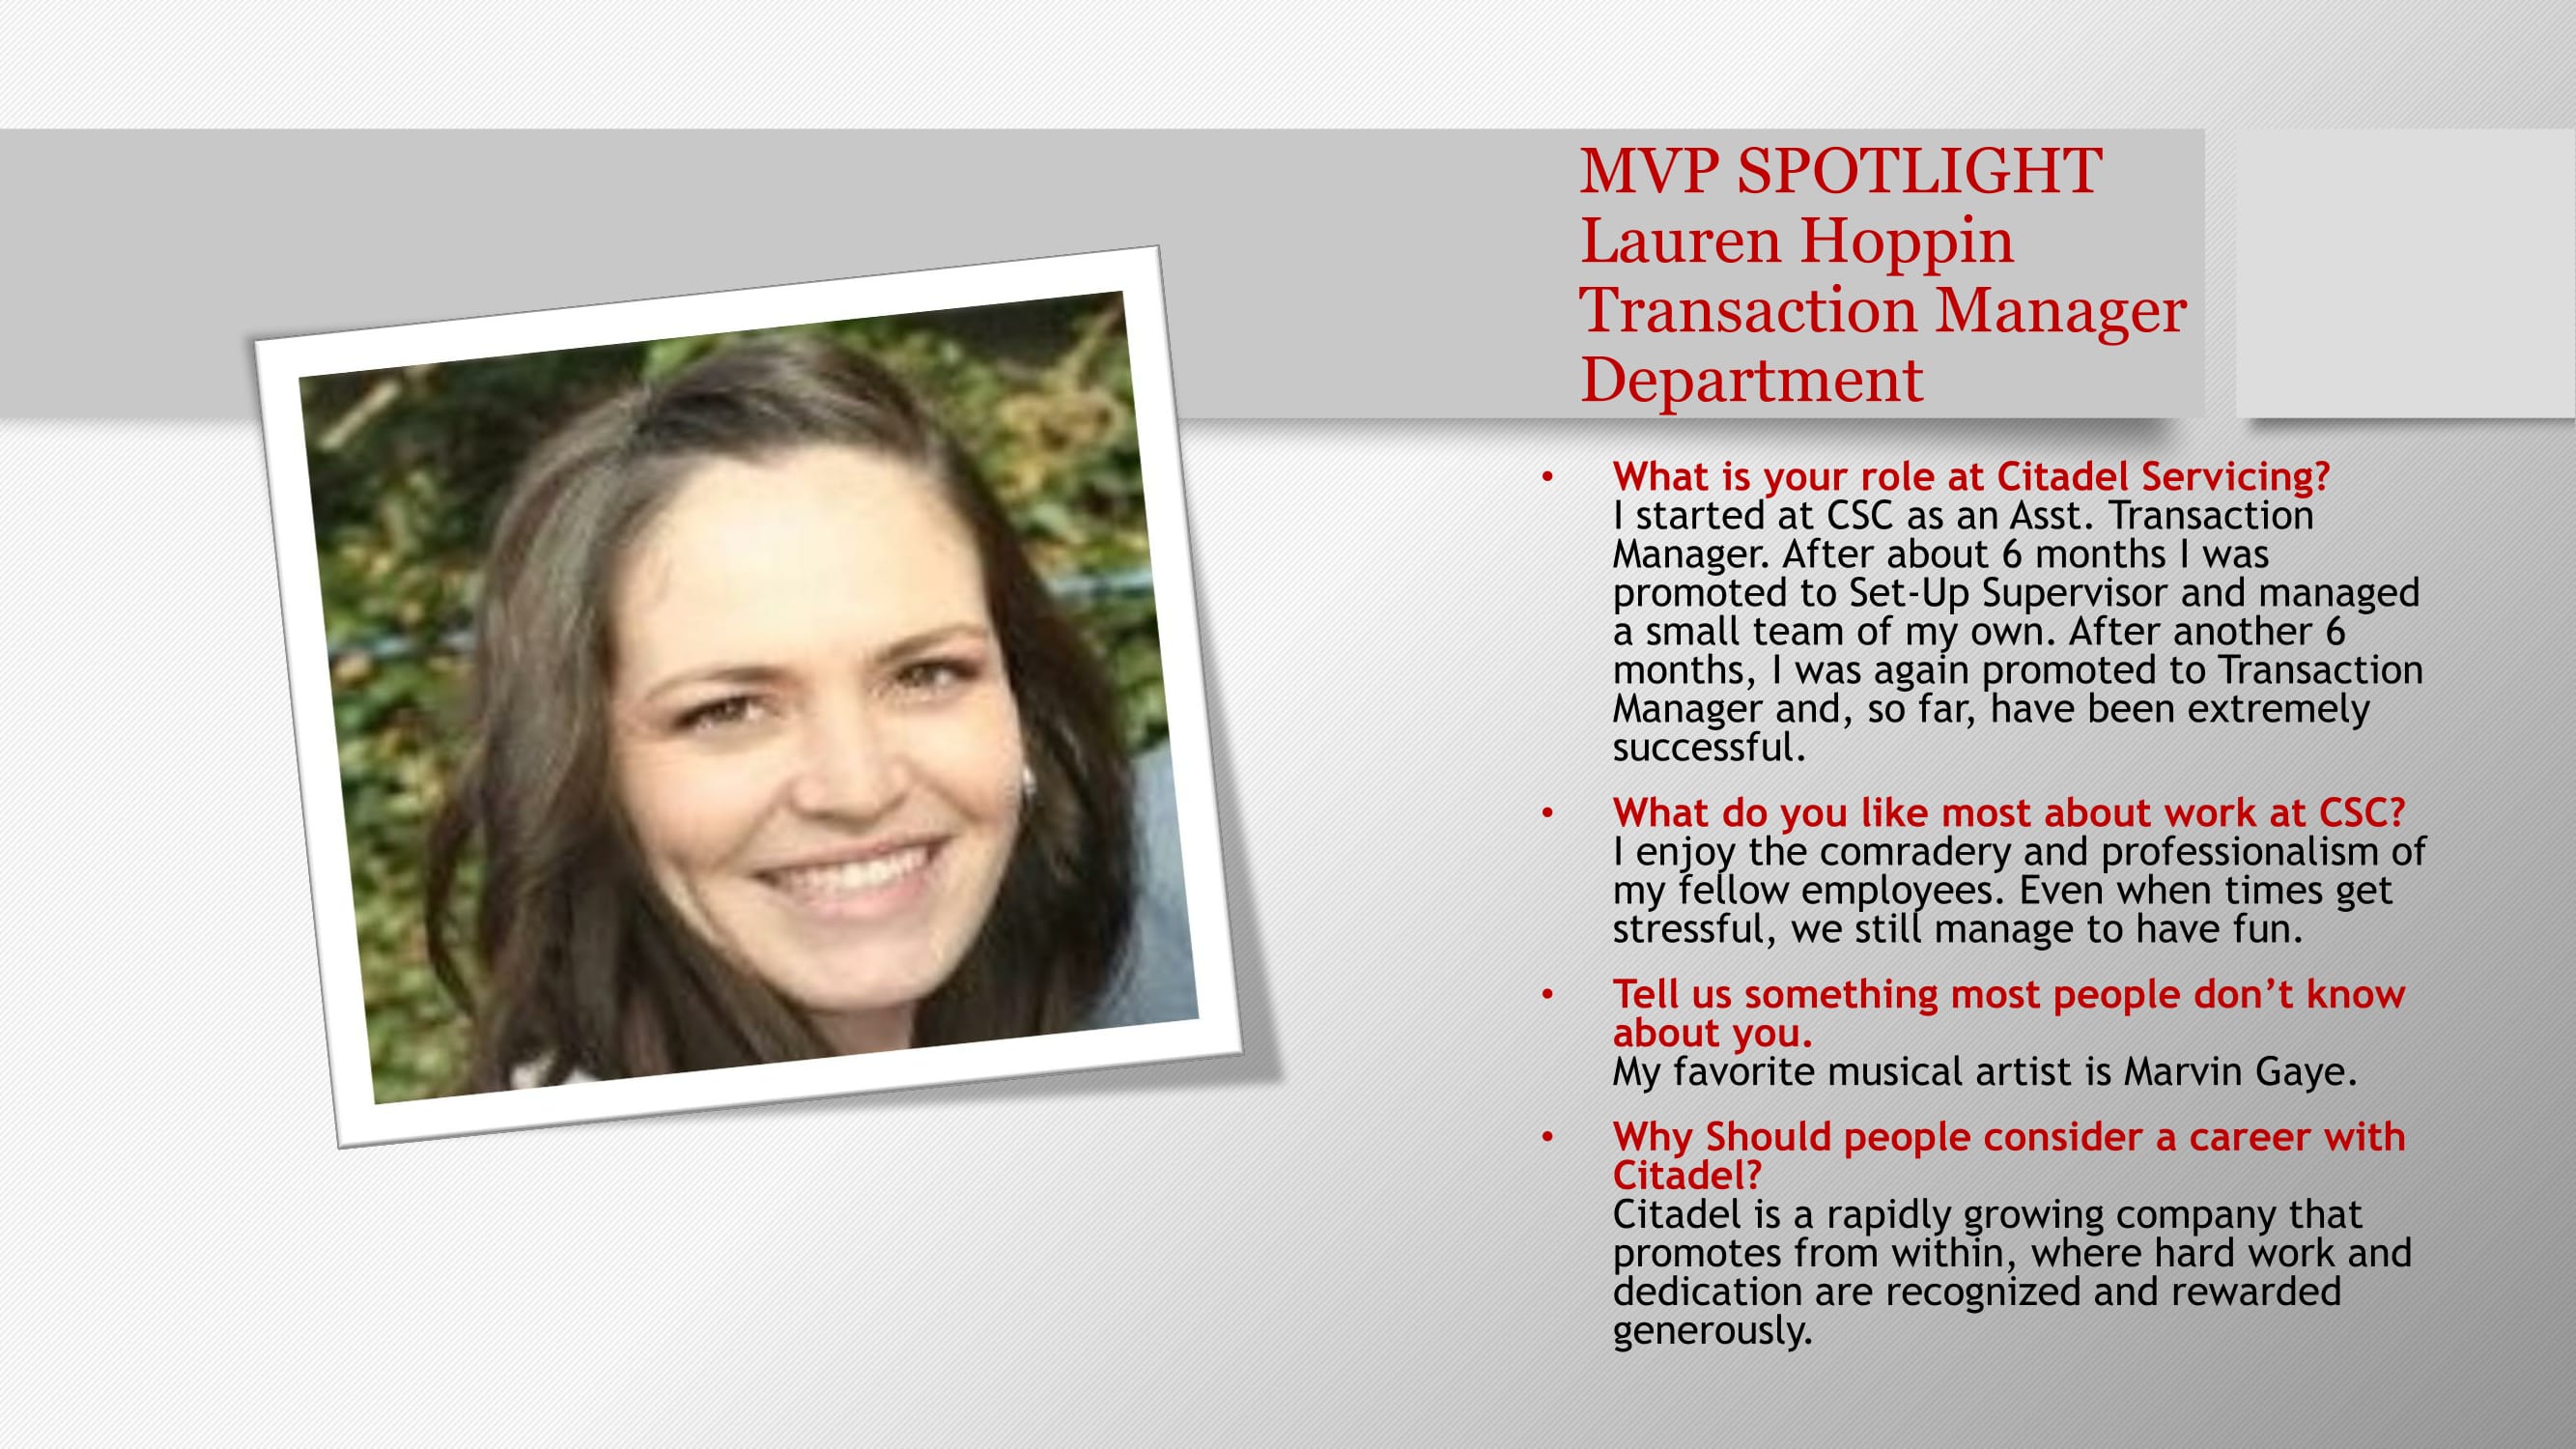 MVP SPOTLIGHT
Lauren Hoppin
Transaction Manager
Department
• What is your role at Citadel Servicing?
I started at CSC as an Asst. Transaction
Manager. After about 6 months I was
promoted to Set-Up Supervisor and managed
a small team of my own. After another 6
months, I was again promoted to Transaction
Manager and, so far, have been extremely
successful.
• What do you like most about work at CSC?
I enjoy the comradery and professionalism of
my fellow employees. Even when times get
stressful, we still manage to have fun.
• Tell us something most people don’t know
about you.
My favorite musical artist is Marvin Gaye.
• Why Should people consider a career with
Citadel?
Citadel is a rapidly growing company that
promotes from within, where hard work and
dedication are recognized and rewarded
generously.